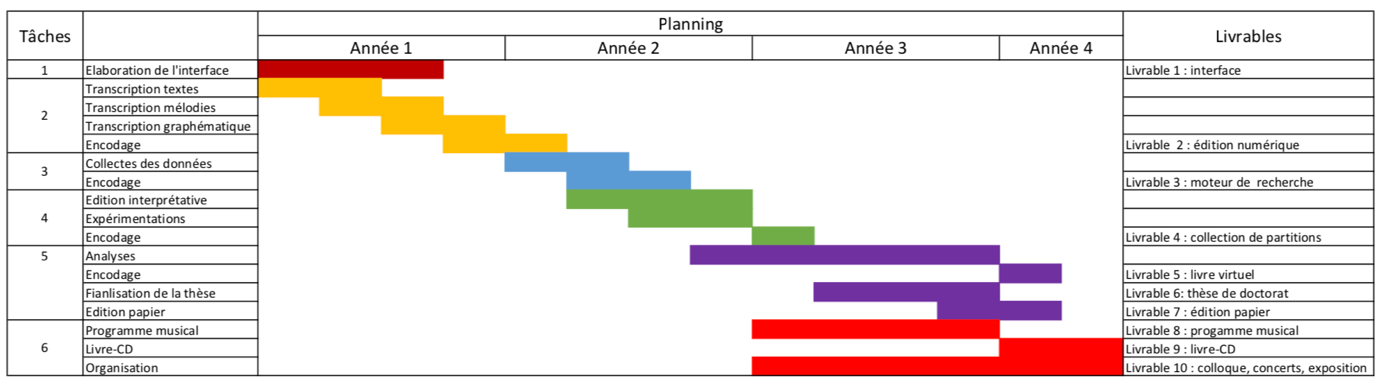 Tâches Planning Livrables
Année 1 Année 2 Année 3 Année 4
1 Elaboration de l'interface Livrable 1 : interface
2 Transcription textes
Transcription mélodies
Transcription graphématique
Encodage Livrable 2 : édition numérique
3 Collectes des données
Encodage Livrable 3 : moteur de recherche
4 Edition interprétative
Expérimentations
Encodage Livrable 4 : collection de partitions
5 Analyses
Encodage Livrable 5 : livre virtuel
Fianlisation de la thèse Livrable 6: thèse de doctorat
Edition papier Livrable 7 : édition papier
6 Programme musical Livrable 8 : progamme musical
Livre-CD Livrable 9 : livre-CD
Organisation Livrable 10 : colloque, concerts, exposition